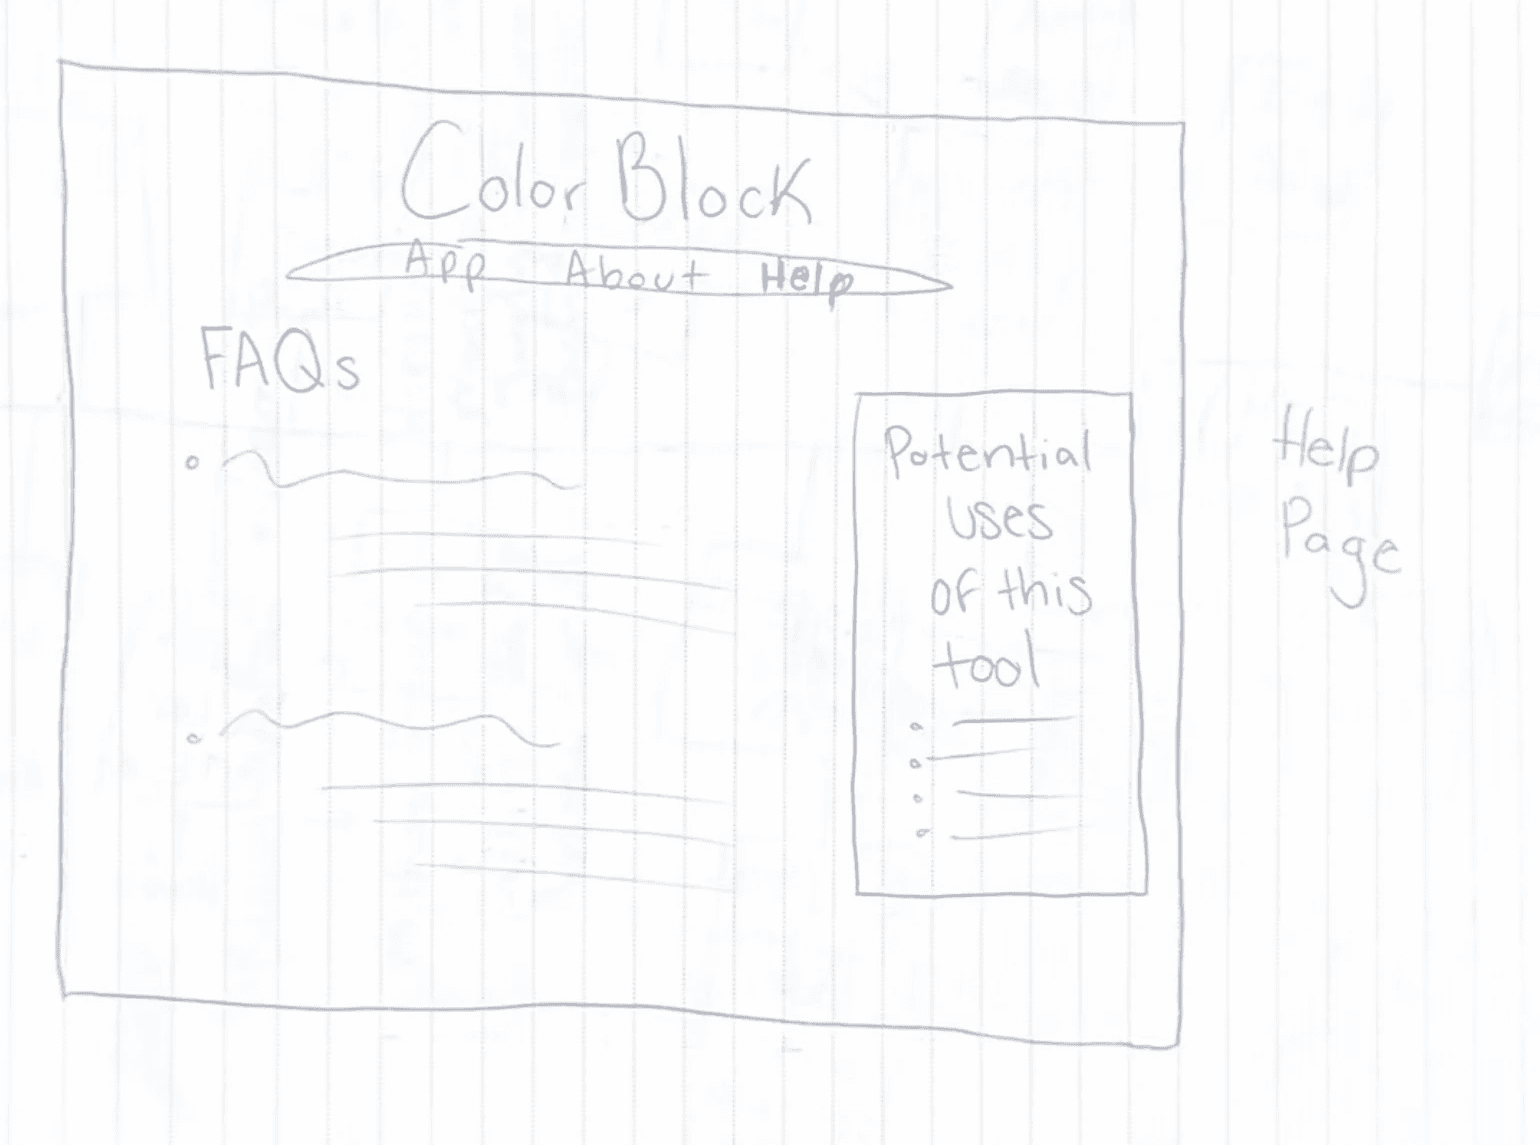 Color Block
App About Help
FAQs
Potential
uses
of this
tool
Help
Page